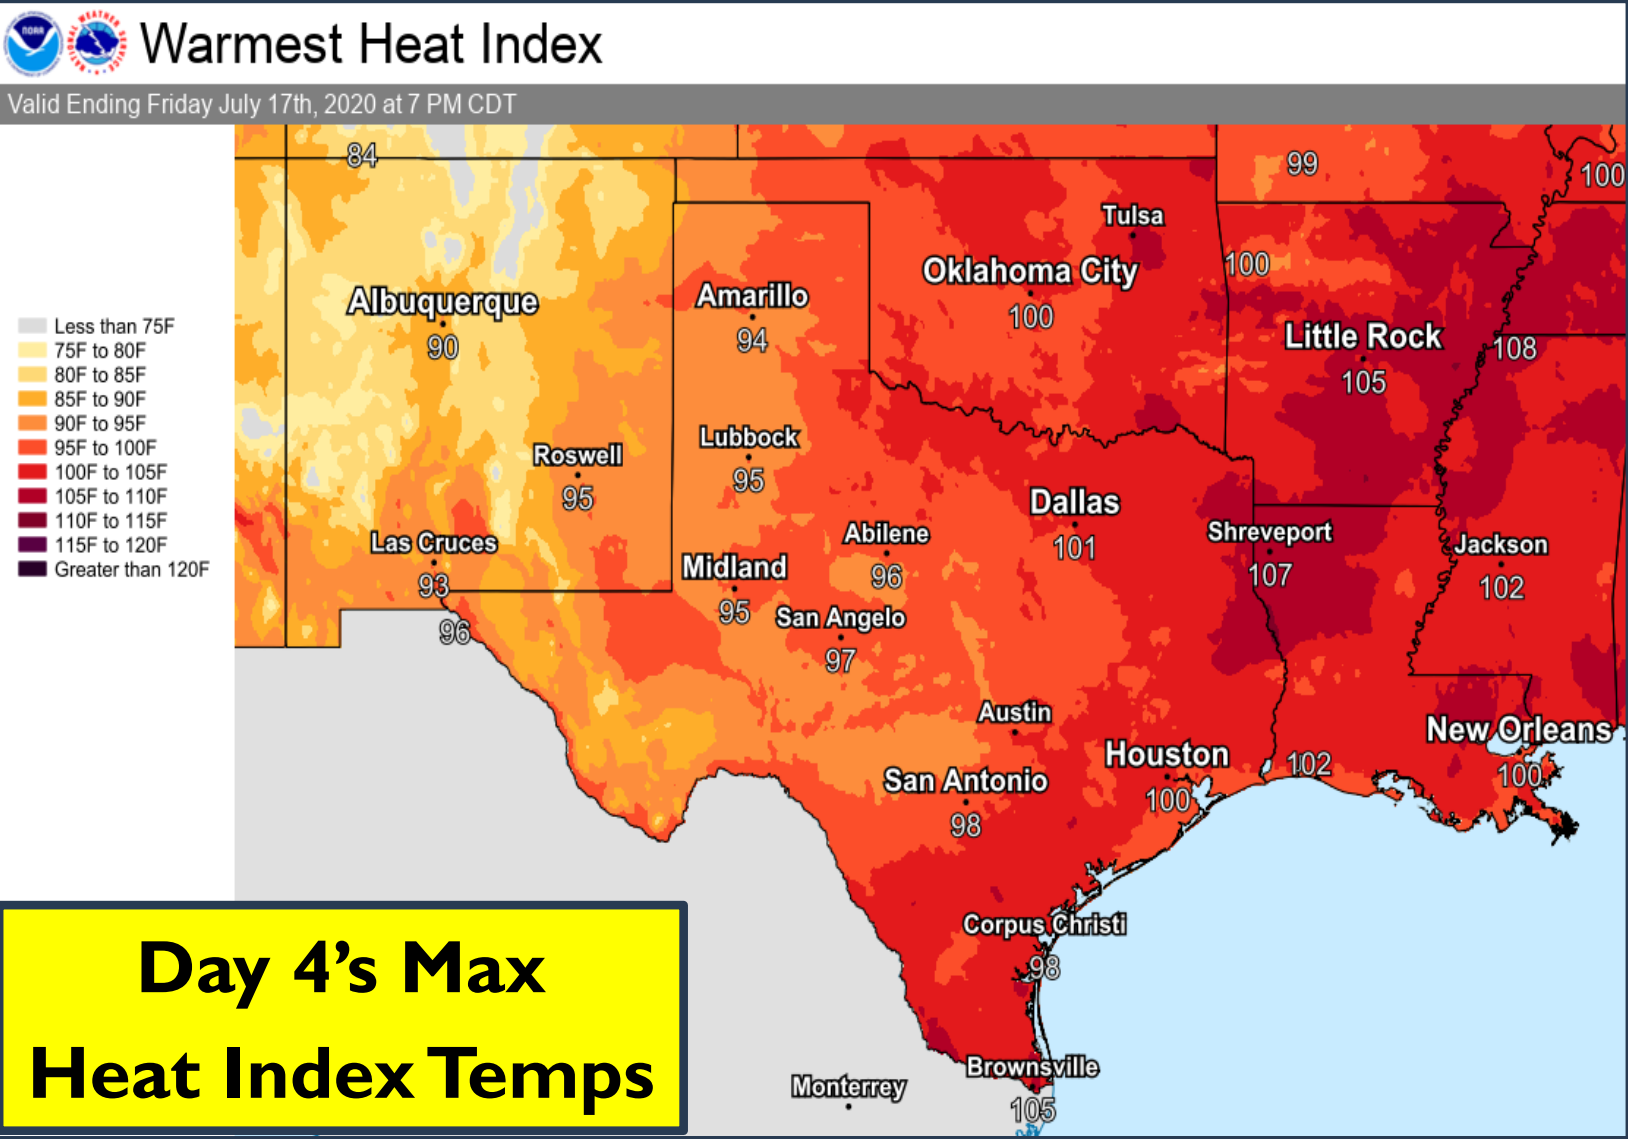 NOAA
NATIONAL WEATHER SERVICE
Warmest Heat Index
Valid Ending Friday July 17th, 2020 at 7 PM CDT
84
99
100
Tulsa
Oklahoma City
100
100
Albuquerque
90
Amarillo
94
Little Rock
105
108
Less than 75F
75F to 80F
80F to 85F
85F to 90F
90F to 95F
95F to 100F
100F to 105F
105F to 110F
110F to 115F
115F to 120F
Greater than 120F
Roswell
95
Lubbock
95
Dallas
101
Las Cruces
93
96
Midland
95
Abilene
96
San Angelo
97
Shreveport
107
Jackson
102
Austin
San Antonio
98
Houston
100
102
New Orleans
100
Corpus Christi
98
Brownsville
105
Monterrey
Day 4’s Max
Heat Index Temps